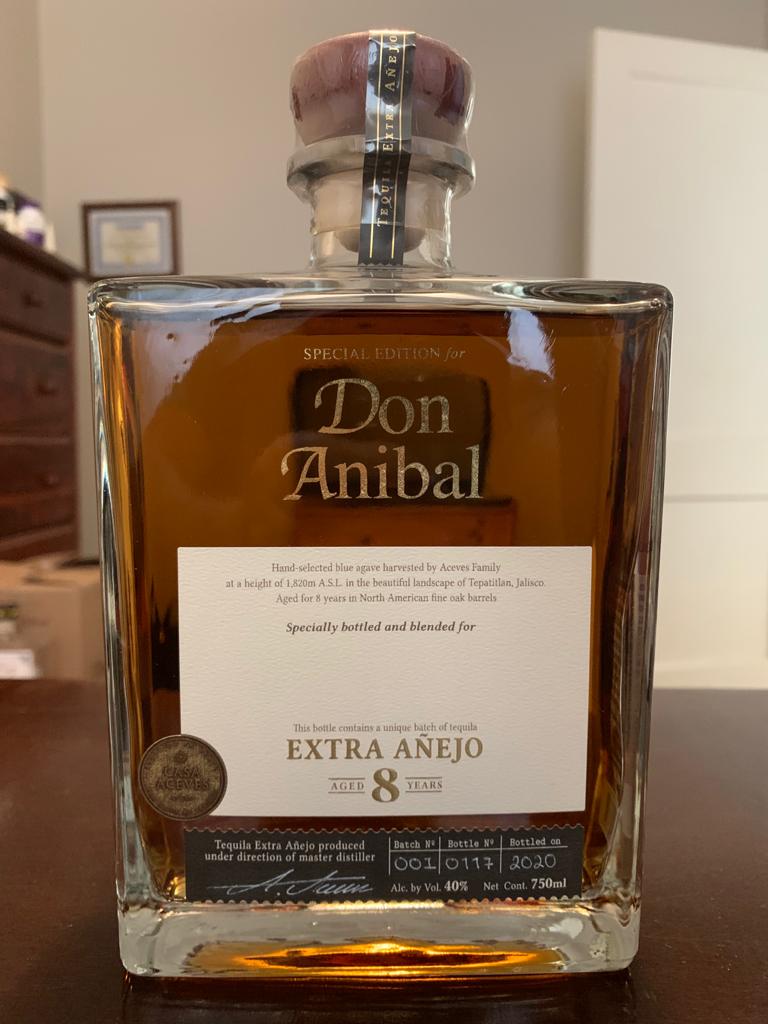 TEQUILA EXTRA AÑEJO
SPECIAL EDITION for
Don
Anibal
Hand-selected blue agave harvested by Aceves Family
at a height of 1,820m A.S.L. in the beautiful landscape of Tepatitlan, Jalisco.
Aged for 8 years in North American fine oak barrels
Specially bottled and blended for
This bottle contains a unique batch of tequila
EXTRA AÑEJO
AGED 8 YEARS
CASA
ACEVES
Tequila Extra Añejo produced
under direction of master distiller
Batch Nº Bottle Nº Bottled on
001 0117 2020
Alc. by Vol. 40% Net Cont. 750ml